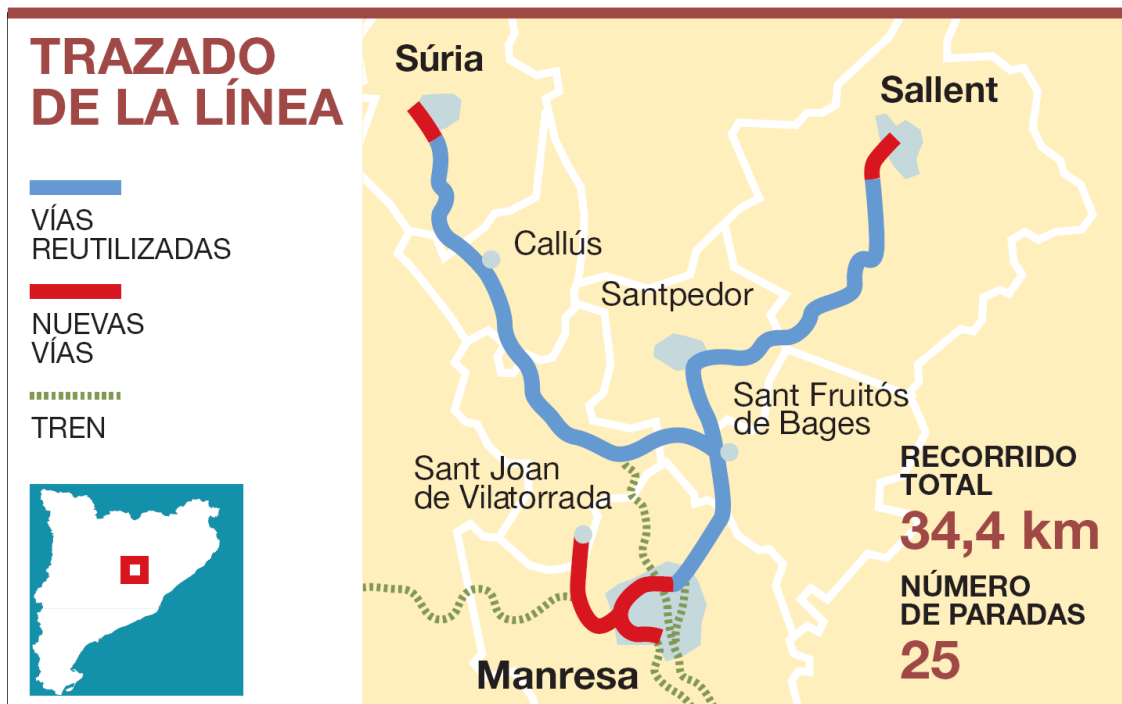 TRAZADO
DE LA LÍNEA
VÍAS
REUTILIZADAS
NUEVAS
VÍAS
TREN
Súria
Sallent
Callús
Santpedor
Sant Fruitós
de Bages
Sant Joan
de Vilatorrada
Manresa
RECORRIDO
TOTAL
34,4 km
NÚMERO
DE PARADAS
25